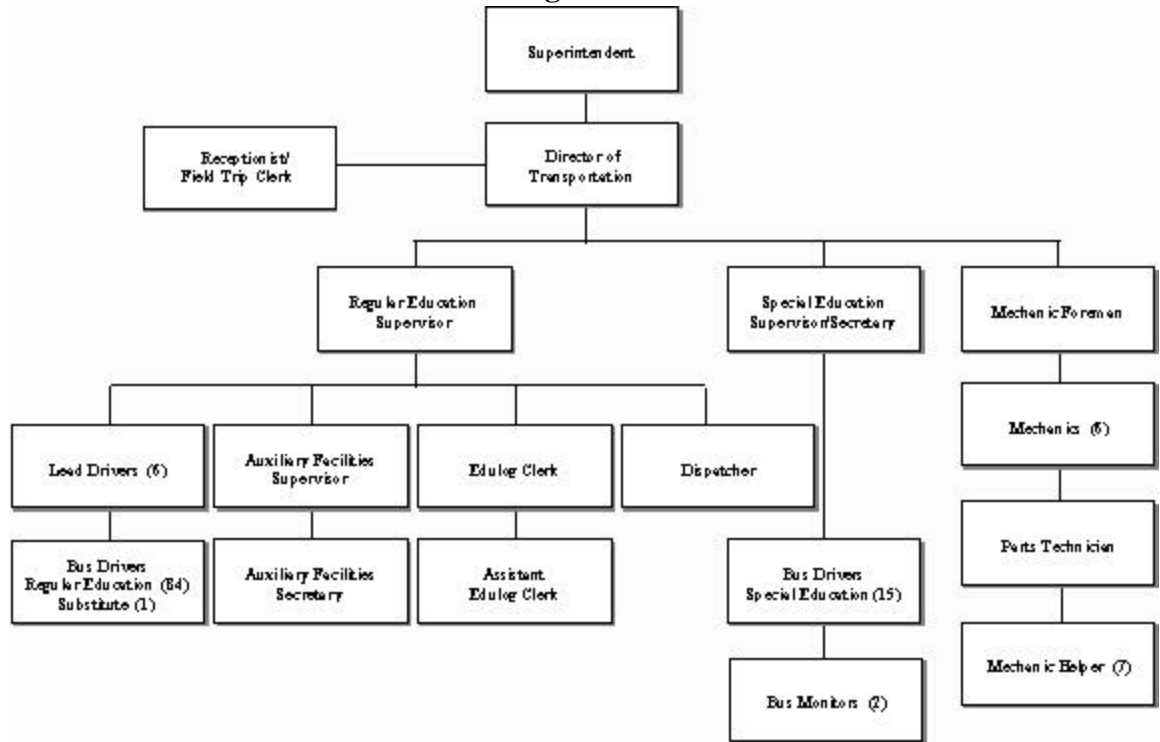 Superintendent
Receptionist/
Field Trip Clerk
Director of
Transportation
Regular Education
Supervisor
Special Education
Supervisor/Secretary
Mechanic Foreman
Lead Drivers (6)
Auxiliary Facilities
Supervisor
Edulog Clerk
Dispatcher
Mechanics (6)
Bus Drivers
Regular Education (84)
Substitute (1)
Auxiliary Facilities
Secretary
Assistant
Edulog Clerk
Bus Drivers
Special Education (15)
Parts Technician
Bus Monitors (2)
Mechanic Helper (7)